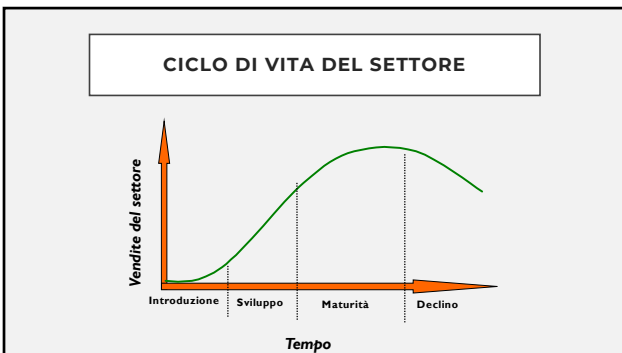 CICLO DI VITA DEL SETTORE
Vendite del settore
Introduzione Sviluppo Maturità Declino
Tempo